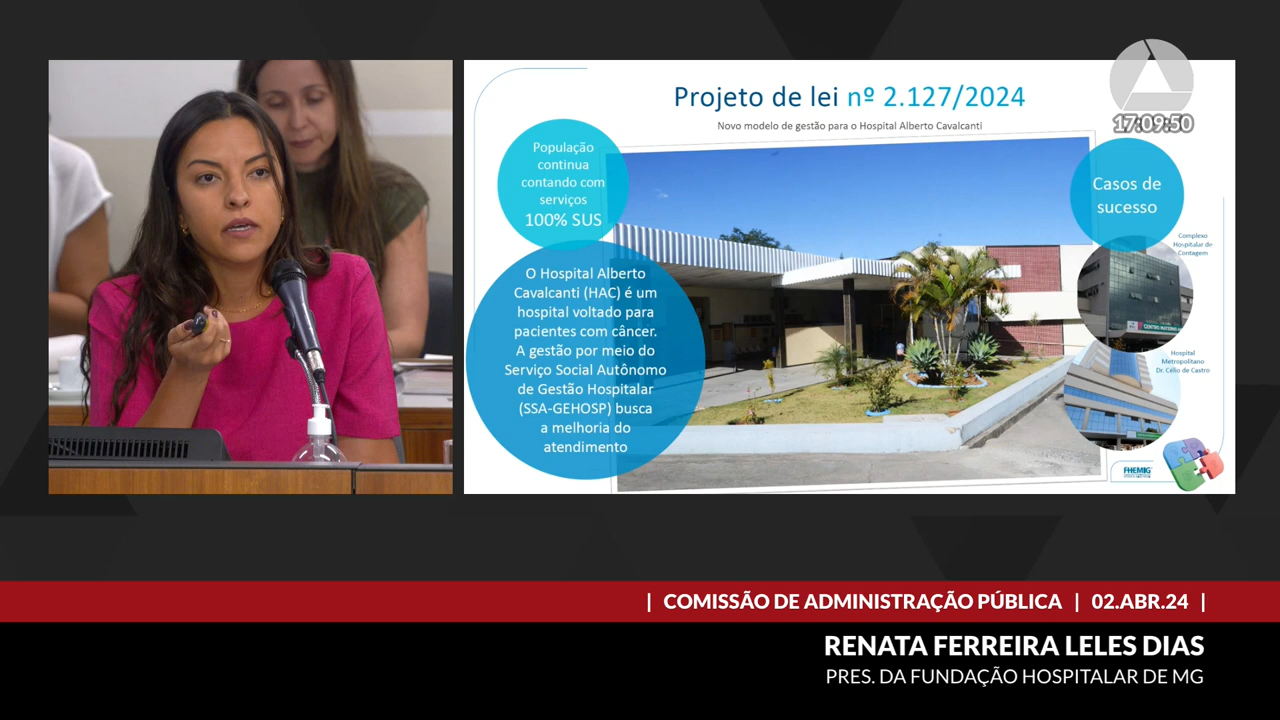 Projeto de lei nº 2.127/2024
Novo modelo de gestão para o Hospital Alberto Cavalcanti
17:09:50
População
continua
contando com
serviços
100% SUS
O Hospital Alberto
Cavalcanti (HAC) é um
hospital voltado para
pacientes com câncer.
A gestão por meio do
Serviço Social Autônomo
de Gestão Hospitalar
(SSA-GEHOSP) busca
a melhoria do
atendimento
Casos de
sucesso
Complexo
Hospitalar de
Contagem
Hospital
Metropolitano
Dr. Célio de Castro
FHEMIG
| COMISSÃO DE ADMINISTRAÇÃO PÚBLICA | 02.ABR.24 |
RENATA FERREIRA LELES DIAS
PRES. DA FUNDAÇÃO HOSPITALAR DE MG